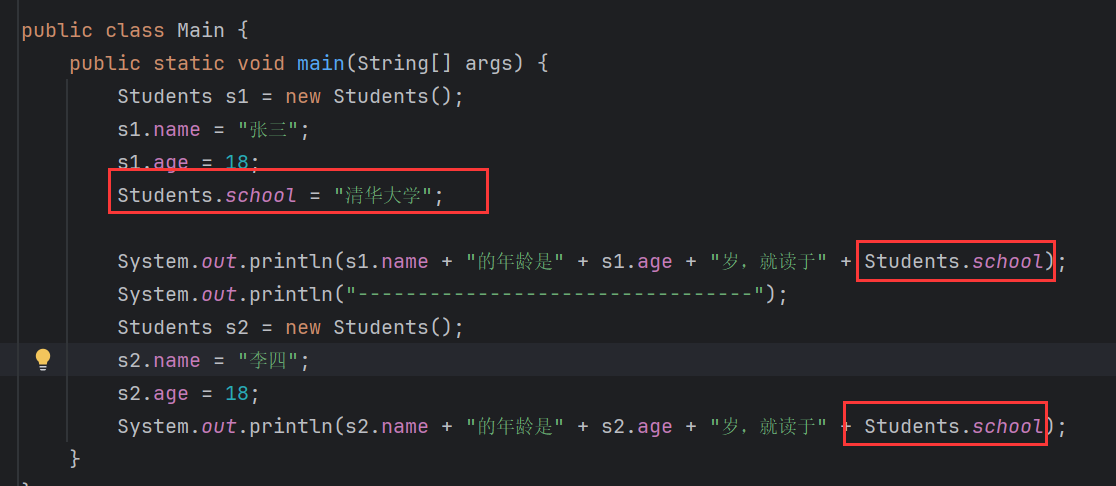 public class Main {
public static void main(String[] args) {
Students s1 = new Students();
s1.name = "张三";
s1.age = 18;
Students.school = "清华大学";
System.out.println(s1.name + "的年龄是" + s1.age + "岁，就读于" + Students.school);
System.out.println("---------------------------------");
Students s2 = new Students();
s2.name = "李四";
s2.age = 18;
System.out.println(s2.name + "的年龄是" + s2.age + "岁，就读于" + Students.school);
}
}